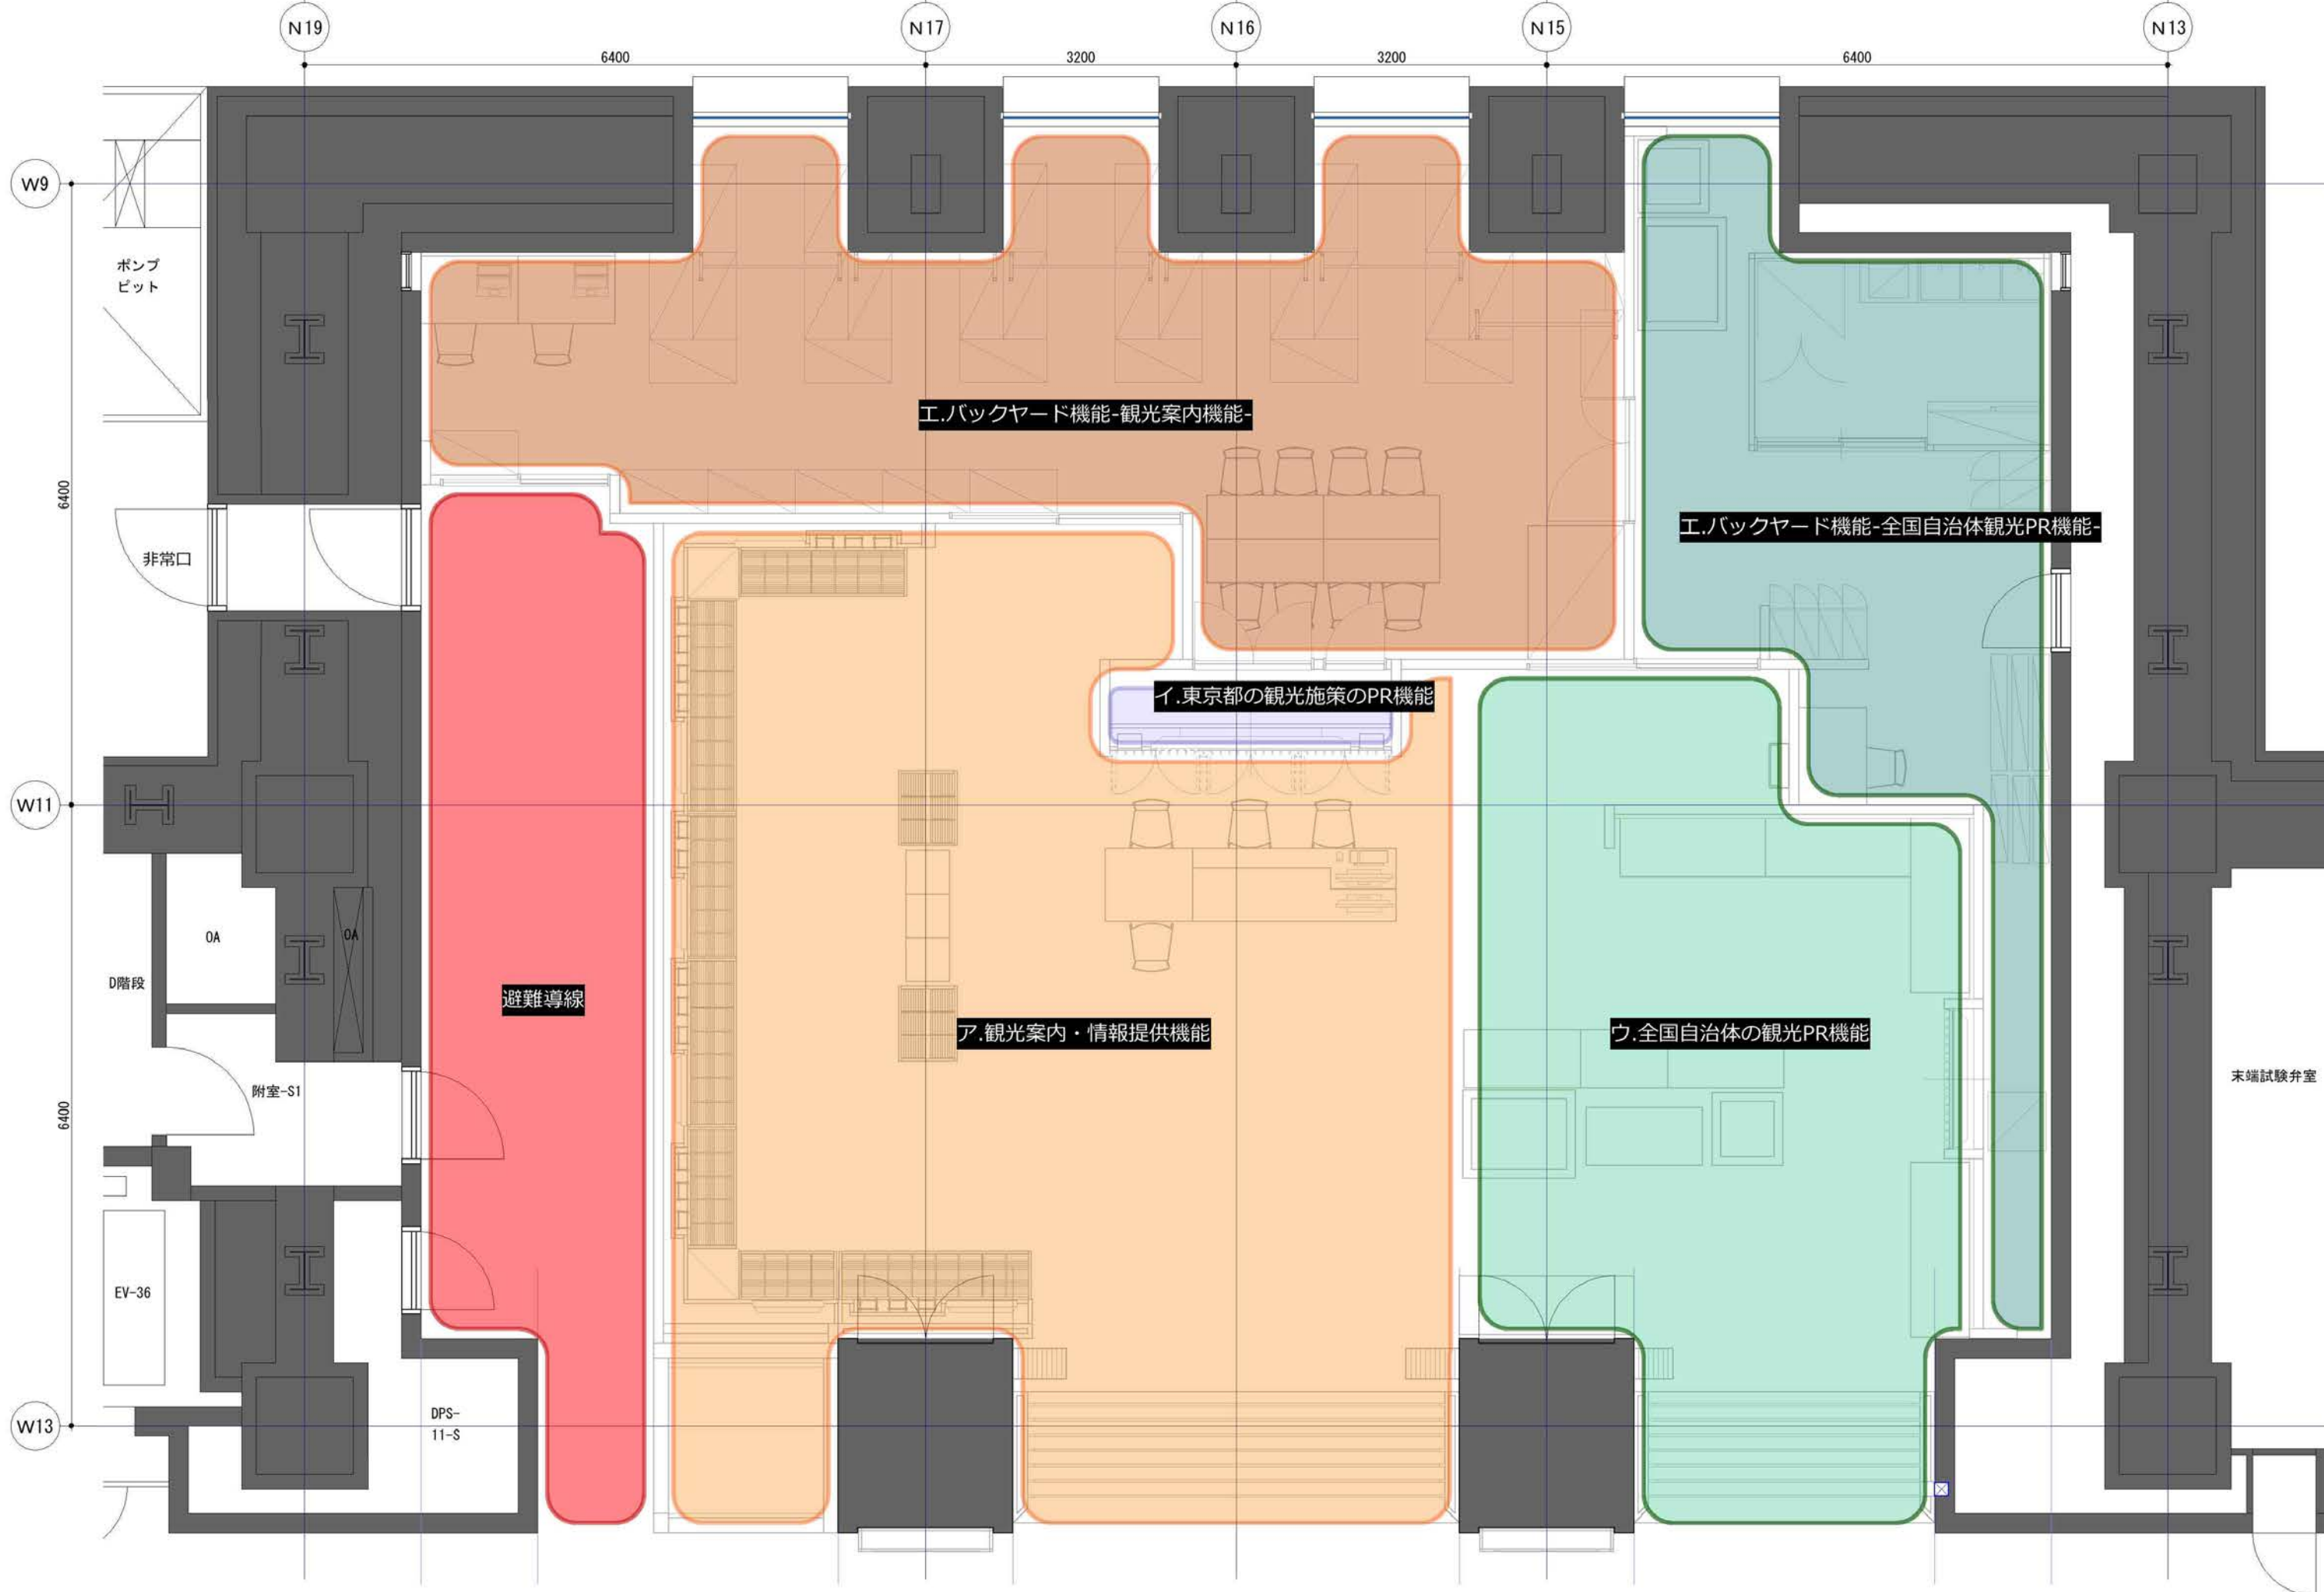 N19
N17
N16
N15
N13
6400
3200
3200
6400
W9
ポンプ
ピット
エ.バックヤード機能-観光案内機能-
6400
エ.バックヤード機能-全国自治体観光PR機能-
非常口
イ.東京都の観光施策のPR機能
W11
OA
OA
D階段
避難導線
ア.観光案内・情報提供機能
ウ.全国自治体の観光PR機能
末端試験弁室
附室-S1
6400
EV-36
DPS-
11-S
W13